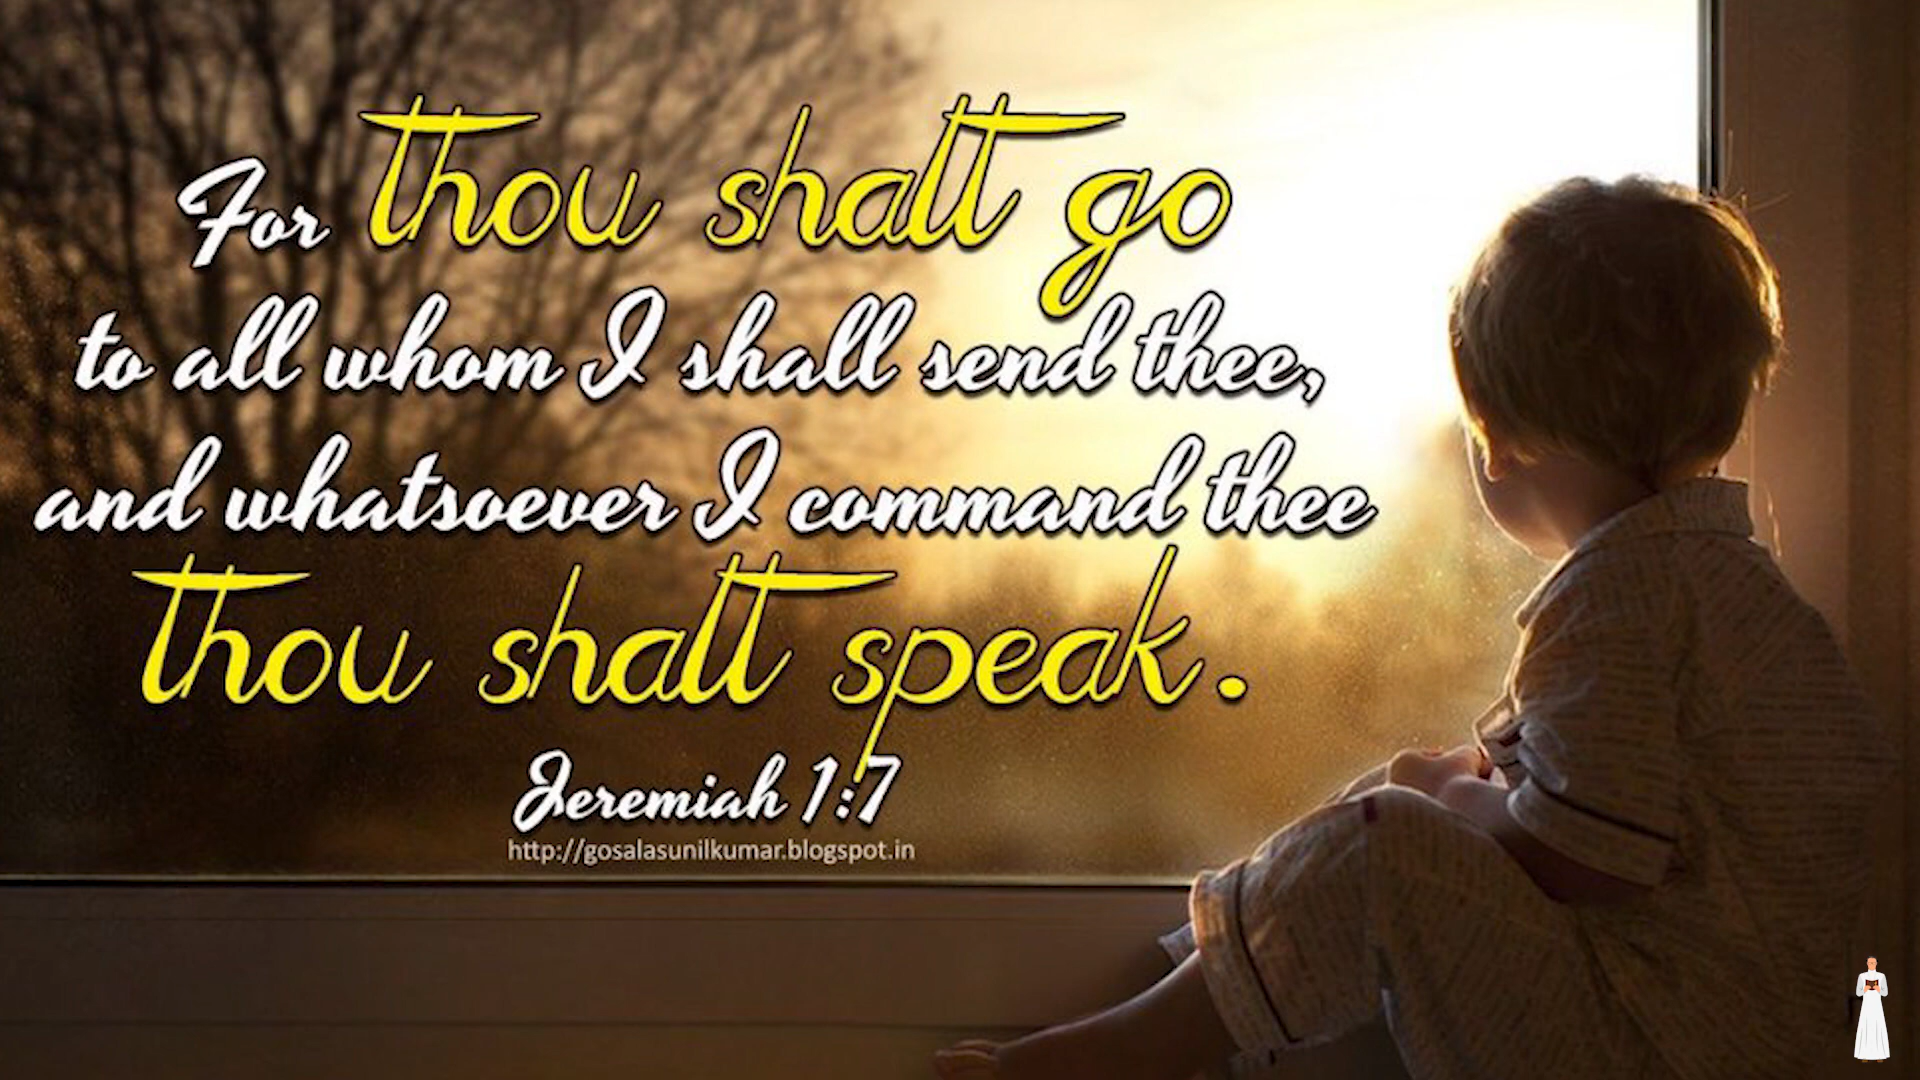 For thou shalt go
to all whom I shall send thee,
and whatsoever I command thee
thou shalt speak.
Jeremiah 1:7
http://gosalasunilkumar.blogspot.in